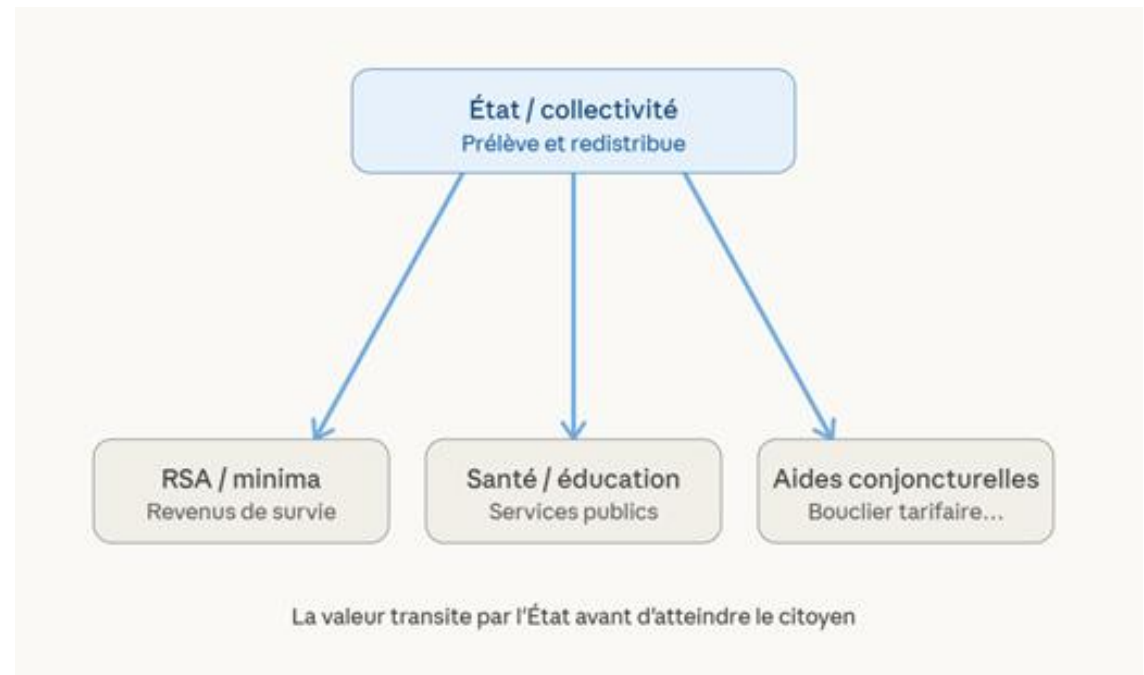 État / collectivité
Prélève et redistribue
RSA / minima
Revenus de survie
Santé / éducation
Services publics
Aides conjoncturelles
Bouclier tarifaire…
La valeur transite par l’État avant d’atteindre le citoyen